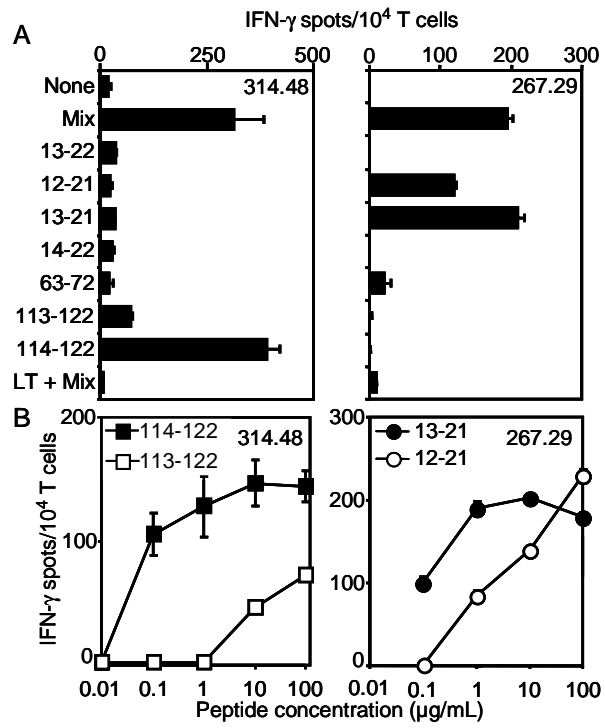 IFN-γ spots/10⁴ T cells
A
0 250 500 0 100 200 300
314.48 267.29
None
Mix
13-22
12-21
13-21
14-22
63-72
113-122
114-122
LT + Mix
B
200 300
114-122 314.48 13-21 267.29
113-122 12-21
200
100 100
0 0
IFN-γ spots/10⁴ T cells
0.01 0.1 1 10 100 0.01 0.1 1 10 100
Peptide concentration (µg/mL)